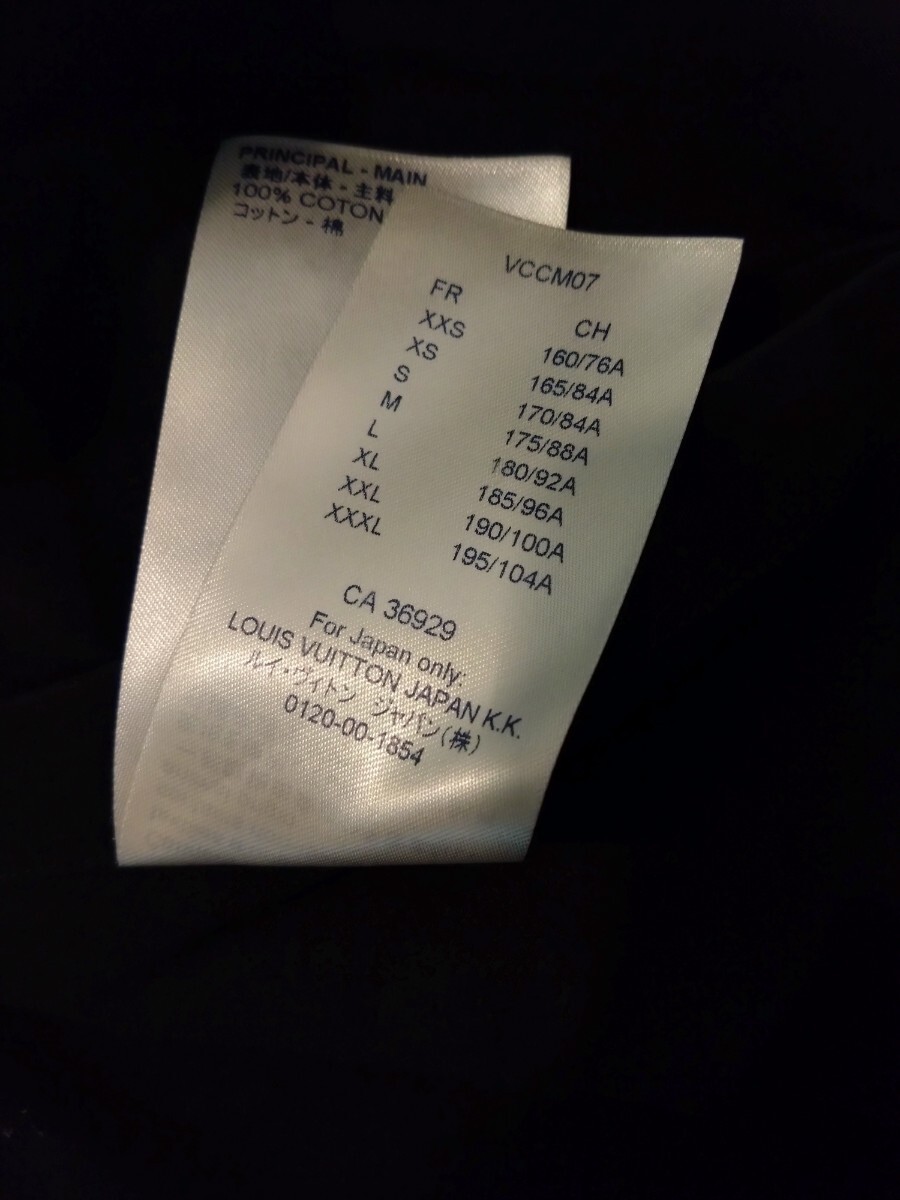 PRINCIPAL - MAIN
表地/本体 - 主料
100% COTON
コットン - 棉
VCCM07
FR CH
XXS 160/76A
XS 165/84A
S 170/84A
M 175/88A
L 180/92A
XL 185/96A
XXL 190/100A
XXXL 195/104A
CA 36929
For Japan only:
LOUIS VUITTON JAPAN K.K.
ルイ・ヴィトン ジャパン(株)
0120-00-1854